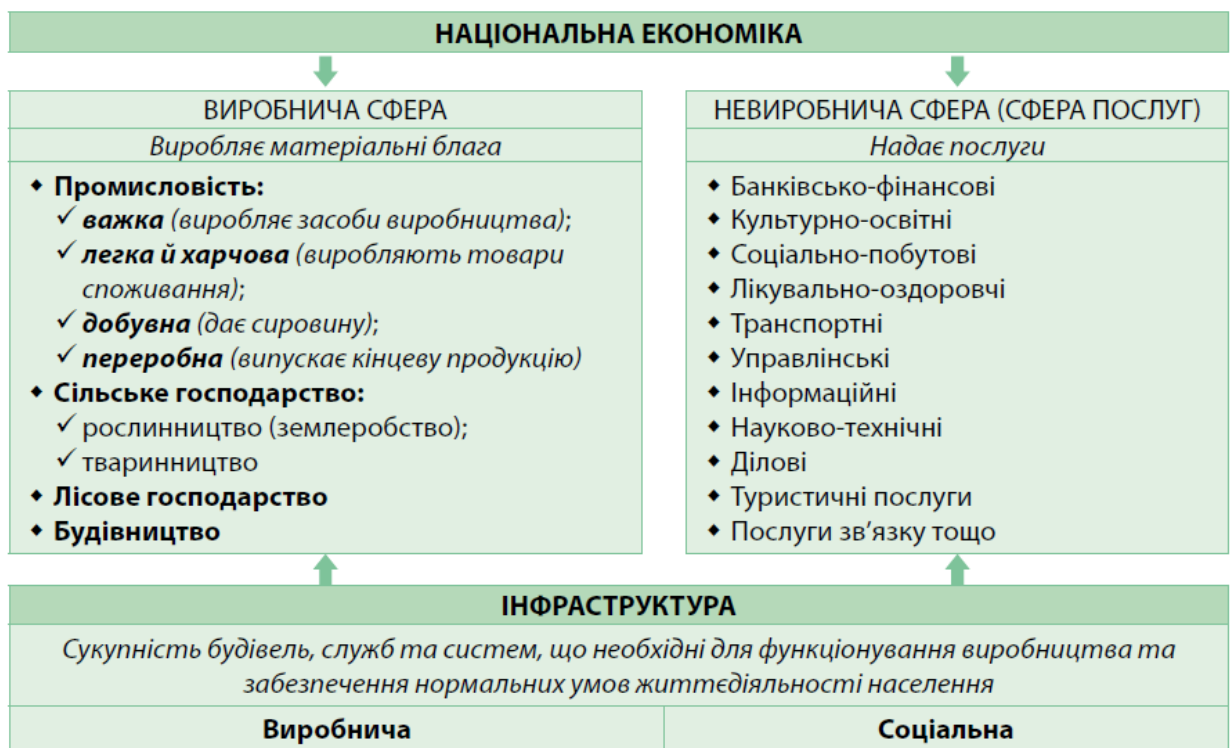 НАЦІОНАЛЬНА ЕКОНОМІКА
ВИРОБНИЧА СФЕРА
Виробляє матеріальні блага
◆ Промисловість:
✓ важка (виробляє засоби виробництва);
✓ легка й харчова (виробляють товари
споживання);
✓ добувна (дає сировину);
✓ переробна (випускає кінцеву продукцію)
◆ Сільське господарство:
✓ рослинництво (землеробство);
✓ тваринництво
◆ Лісове господарство
◆ Будівництво
НЕВИРОБНИЧА СФЕРА (СФЕРА ПОСЛУГ)
Надає послуги
◆ Банківсько-фінансові
◆ Культурно-освітні
◆ Соціально-побутові
◆ Лікувально-оздоровчі
◆ Транспортні
◆ Управлінські
◆ Інформаційні
◆ Науково-технічні
◆ Ділові
◆ Туристичні послуги
◆ Послуги зв’язку тощо
ІНФРАСТРУКТУРА
Сукупність будівель, служб та систем, що необхідні для функціонування виробництва та
забезпечення нормальних умов життєдіяльності населення
Виробнича
Соціальна